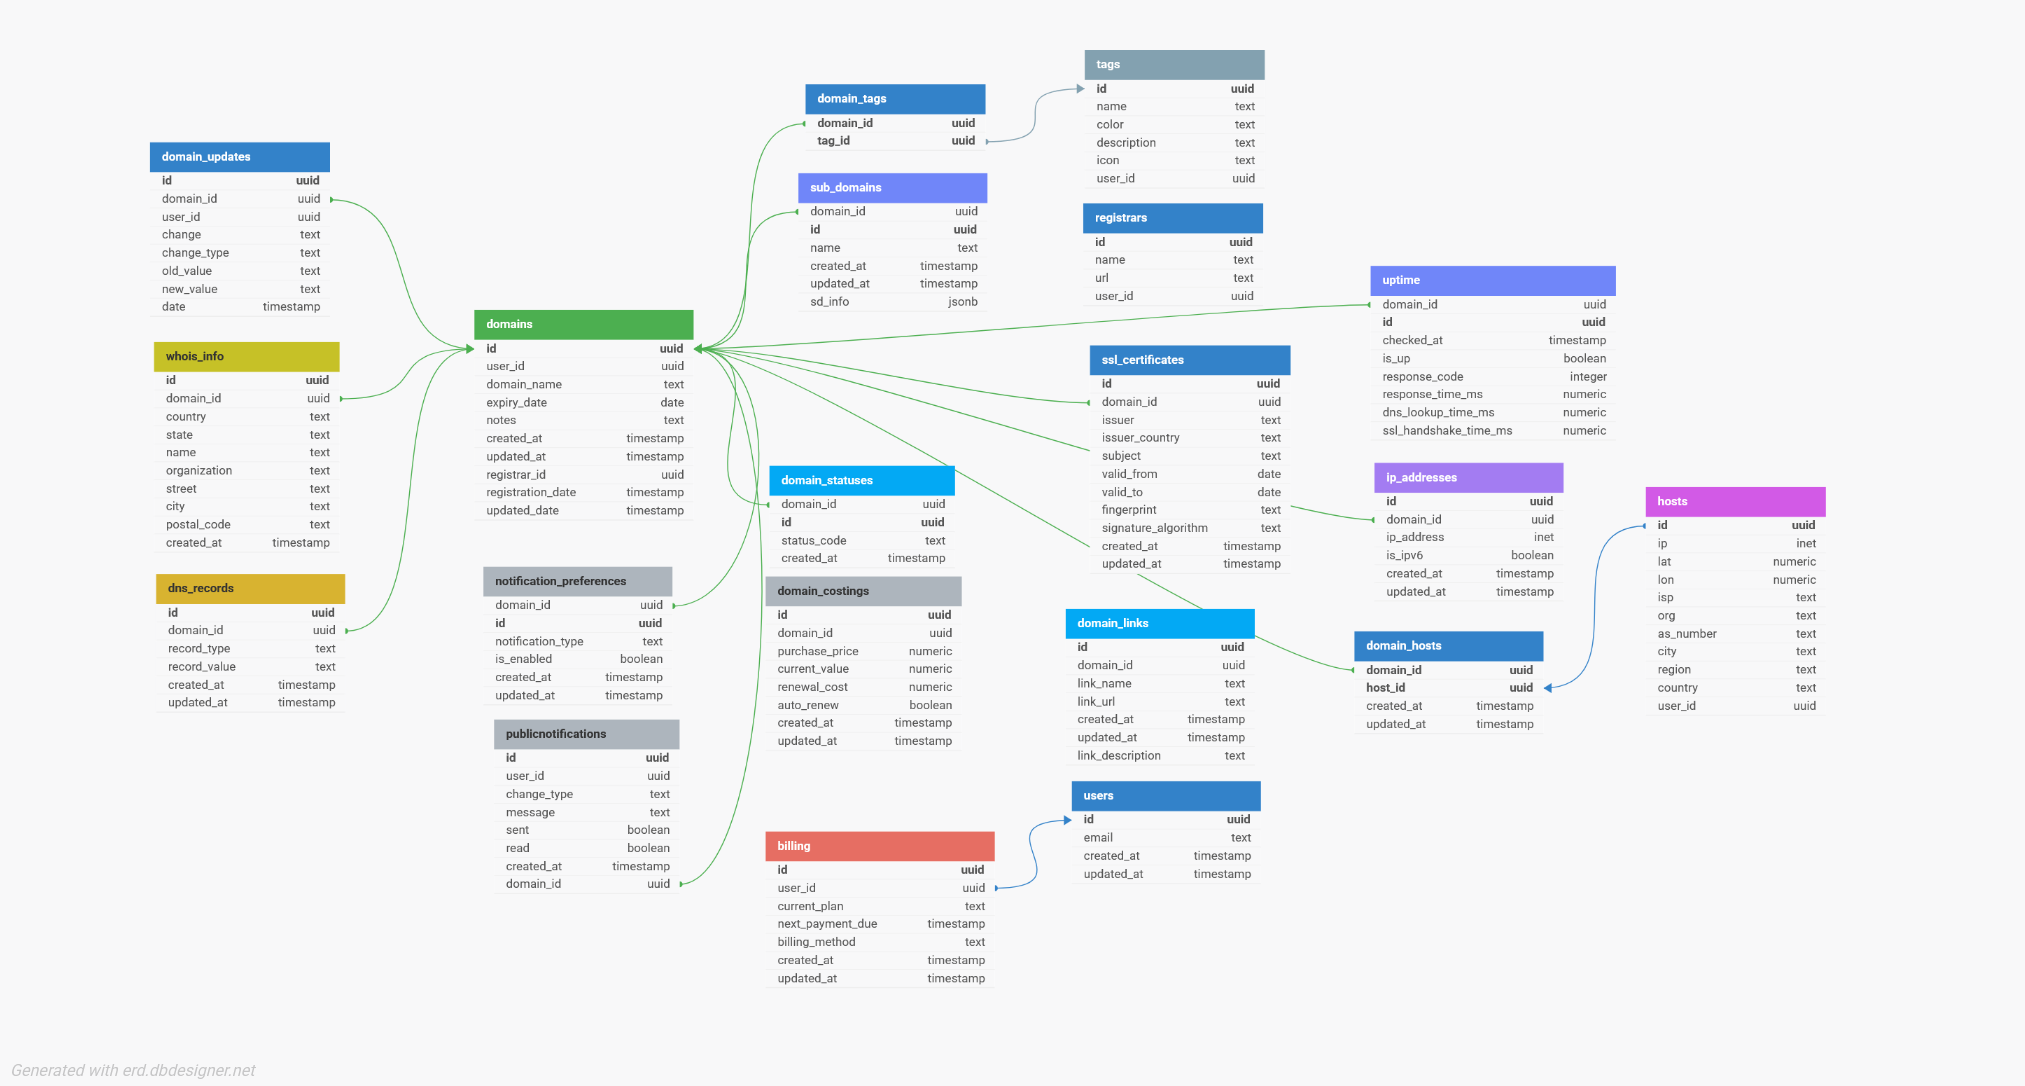 domain_updates
id uuid
domain_id uuid
user_id uuid
change text
change_type text
old_value text
new_value text
date timestamp
whois_info
id uuid
domain_id uuid
country text
state text
name text
organization text
street text
city text
postal_code text
created_at timestamp
dns_records
id uuid
domain_id uuid
record_type text
record_value text
created_at timestamp
updated_at timestamp
domains
id uuid
user_id uuid
domain_name text
expiry_date date
notes text
created_at timestamp
updated_at timestamp
registrar_id uuid
registration_date timestamp
updated_date timestamp
notification_preferences
domain_id uuid
id uuid
notification_type text
is_enabled boolean
created_at timestamp
updated_at timestamp
publicnotifications
id uuid
user_id uuid
change_type text
message text
sent boolean
read boolean
created_at timestamp
domain_id uuid
domain_tags
domain_id uuid
tag_id uuid
sub_domains
domain_id uuid
id uuid
name text
created_at timestamp
updated_at timestamp
sd_info jsonb
domain_statuses
domain_id uuid
id uuid
status_code text
created_at timestamp
domain_costings
id uuid
domain_id uuid
purchase_price numeric
current_value numeric
renewal_cost numeric
auto_renew boolean
created_at timestamp
updated_at timestamp
billing
id uuid
user_id uuid
current_plan text
next_payment_due timestamp
billing_method text
created_at timestamp
updated_at timestamp
tags
id uuid
name text
color text
description text
icon text
user_id uuid
registrars
id uuid
name text
url text
user_id uuid
ssl_certificates
id uuid
domain_id uuid
issuer text
issuer_country text
subject text
valid_from date
valid_to date
fingerprint text
signature_algorithm text
created_at timestamp
updated_at timestamp
domain_links
id uuid
domain_id uuid
link_name text
link_url text
created_at timestamp
updated_at timestamp
link_description text
users
id uuid
email text
created_at timestamp
updated_at timestamp
uptime
domain_id uuid
id uuid
checked_at timestamp
is_up boolean
response_code integer
response_time_ms numeric
dns_lookup_time_ms numeric
ssl_handshake_time_ms numeric
ip_addresses
id uuid
domain_id uuid
ip_address inet
is_ipv6 boolean
created_at timestamp
updated_at timestamp
domain_hosts
domain_id uuid
host_id uuid
created_at timestamp
updated_at timestamp
hosts
id uuid
ip inet
lat numeric
lon numeric
isp text
org text
as_number text
city text
region text
country text
user_id uuid
Generated with erd.dbdesigner.net